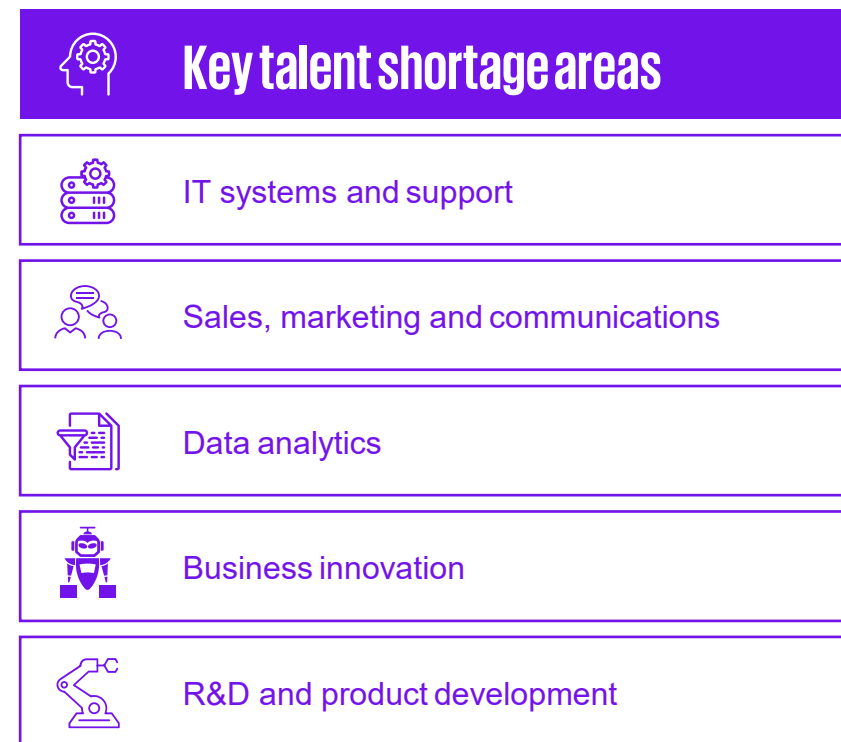 Key talent shortage areas
IT systems and support
Sales, marketing and communications
Data analytics
Business innovation
R&D and product development